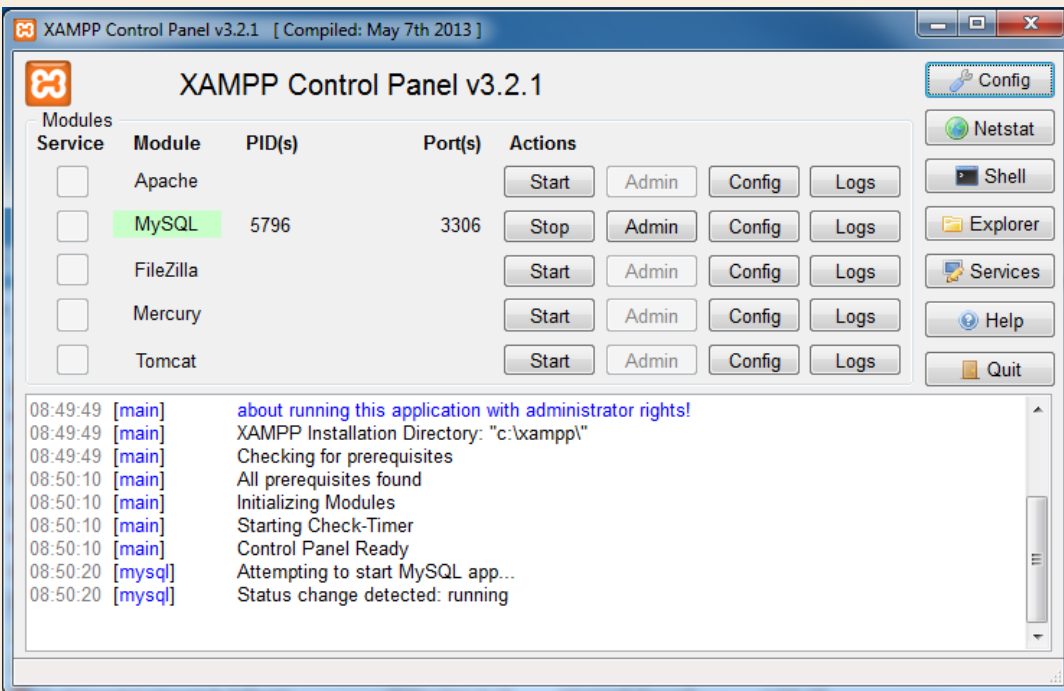 XAMPP Control Panel v3.2.1 [ Compiled: May 7th 2013 ]
XAMPP Control Panel v3.2.1
Config
Modules
Service Module PID(s) Port(s) Actions
Netstat
Apache Start Admin Config Logs
Shell
MySQL 5796 3306 Stop Admin Config Logs
Explorer
FileZilla Start Admin Config Logs
Services
Mercury Start Admin Config Logs
Help
Tomcat Start Admin Config Logs
Quit
08:49:49 [main] about running this application with administrator rights!
08:49:49 [main] XAMPP Installation Directory: "c:\xampp\"
08:49:49 [main] Checking for prerequisites
08:50:10 [main] All prerequisites found
08:50:10 [main] Initializing Modules
08:50:10 [main] Starting Check-Timer
08:50:10 [main] Control Panel Ready
08:50:20 [mysql] Attempting to start MySQL app...
08:50:20 [mysql] Status change detected: running